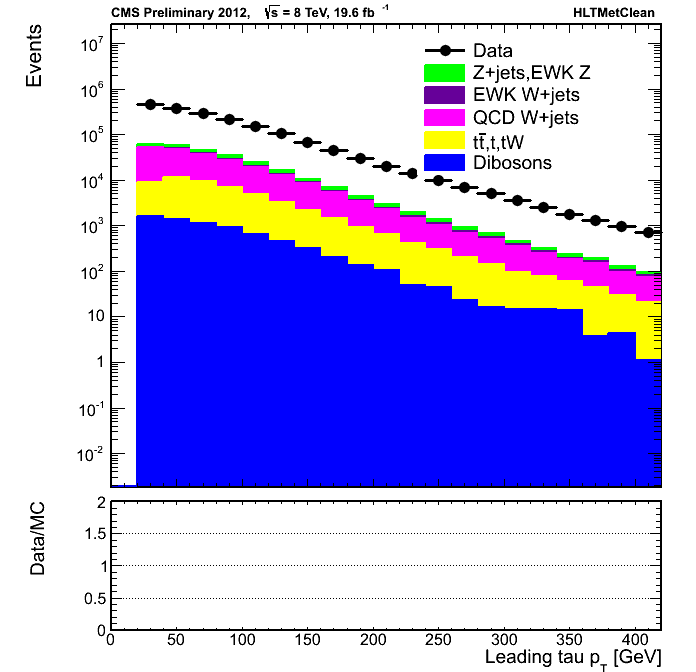 CMS Preliminary 2012, √s = 8 TeV, 19.6 fb⁻¹ HLTMetClean
Events
10⁷
10⁶
10⁵
10⁴
10³
10²
10
1
10⁻¹
10⁻²
Data
Z+jets,EWK Z
EWK W+jets
QCD W+jets
tt̄,t,tW
Dibosons
Data/MC
2
1.5
1
0.5
0
0 50 100 150 200 250 300 350 400
Leading tau p_T [GeV]